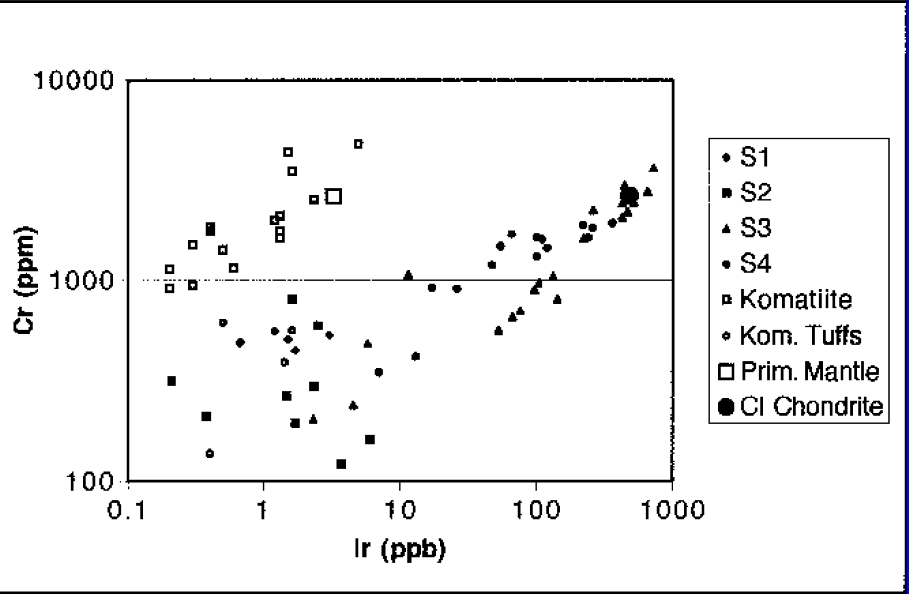 10000
1000
100
Cr (ppm)
0.1 1 10 100 1000
Ir (ppb)
S1
S2
S3
S4
Komatiite
Kom. Tuffs
Prim. Mantle
CI Chondrite